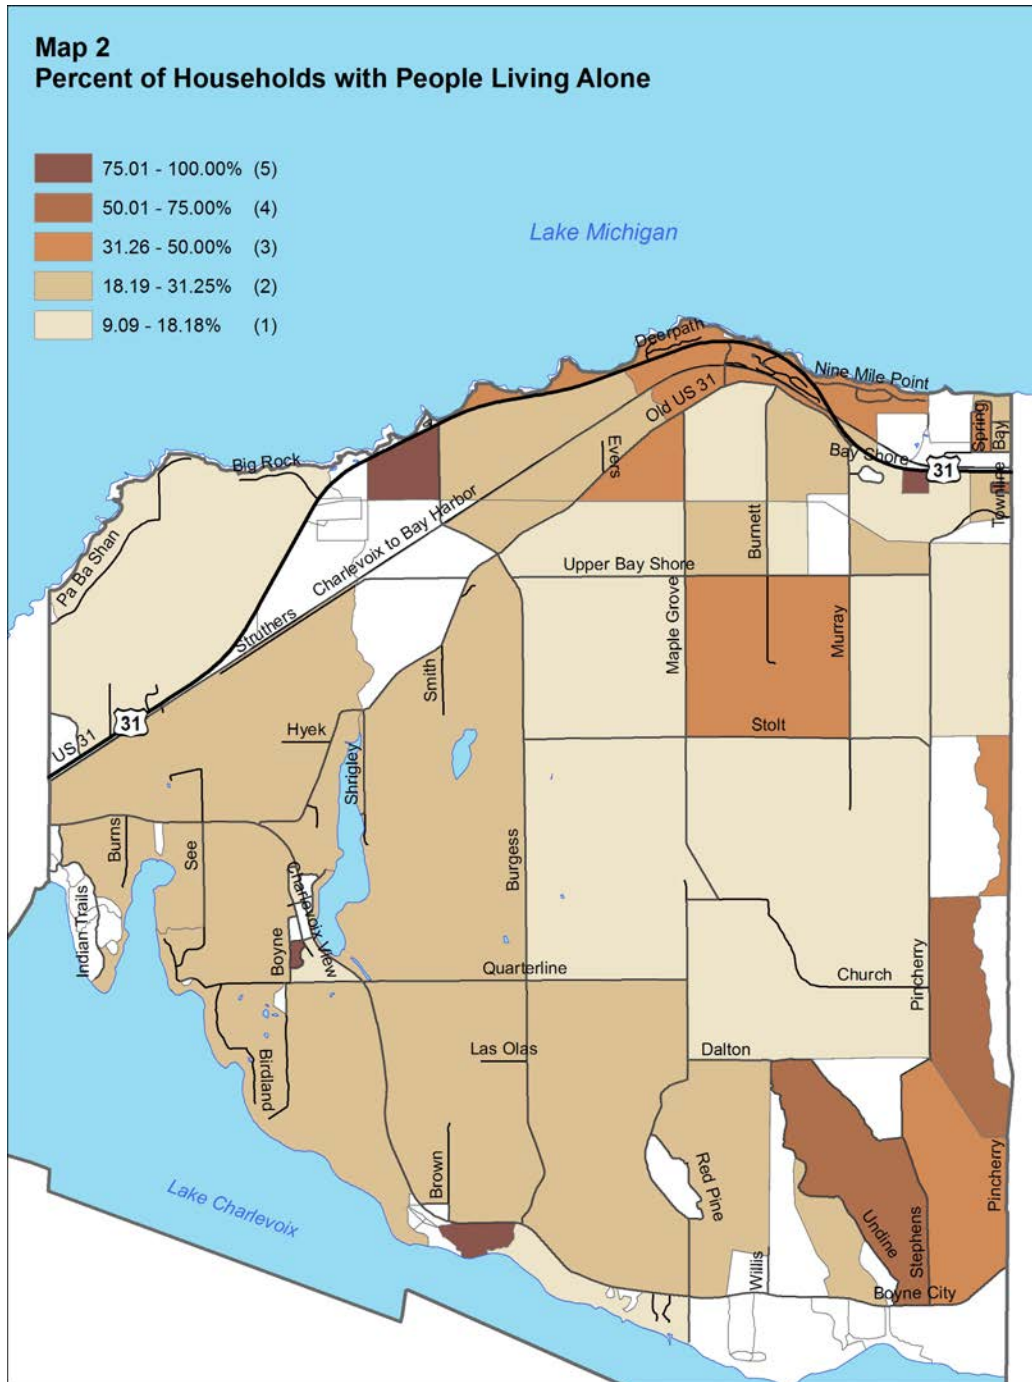 Map 2
Percent of Households with People Living Alone
75.01 - 100.00% (5)
50.01 - 75.00% (4)
31.26 - 50.00% (3)
18.19 - 31.25% (2)
9.09 - 18.18% (1)
Lake Michigan
Deerpath
Nine Mile Point
Old US 31
Spring
Bay
Evers
Bay Shore
31
Big Rock
Townline
Charlevoix to Bay Harbor
Burnett
Pa Ba Shan
Upper Bay Shore
Struthers
Maple Grove
Murray
Smith
31
US 31
Hyek
Stolt
Shrigley
Burns
See
Burgess
Indian Trails
Charlevoix View
Boyne
Quarterline
Church
Pincherry
Las Olas
Dalton
Birdland
Brown
Red Pine
Pincherry
Lake Charlevoix
Undine
Stephens
Willis
Boyne City